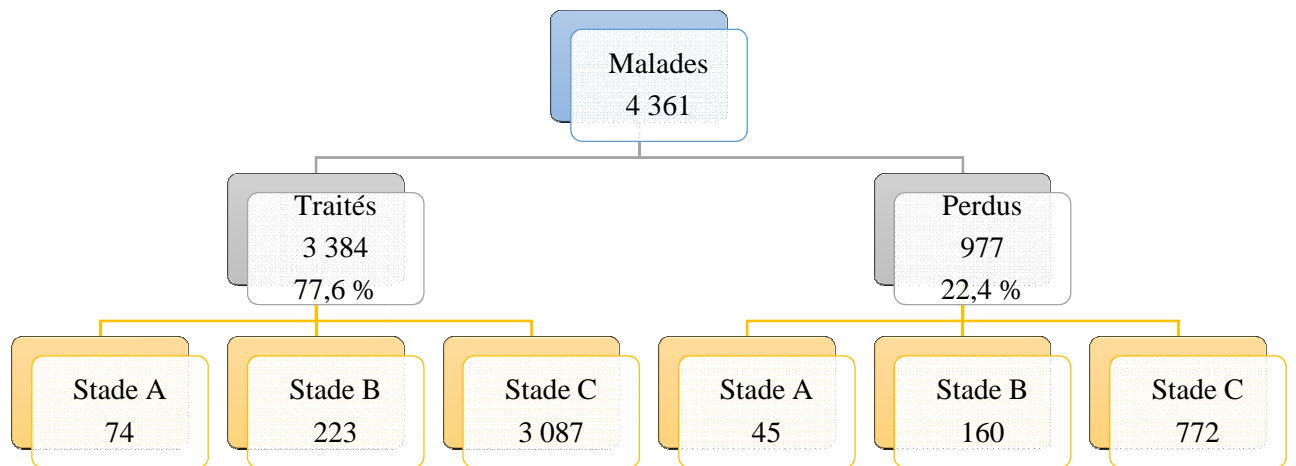 Malades
4 361
Traités
3 384
77,6 %
Perdus
977
22,4 %
Stade A
74
Stade B
223
Stade C
3 087
Stade A
45
Stade B
160
Stade C
772